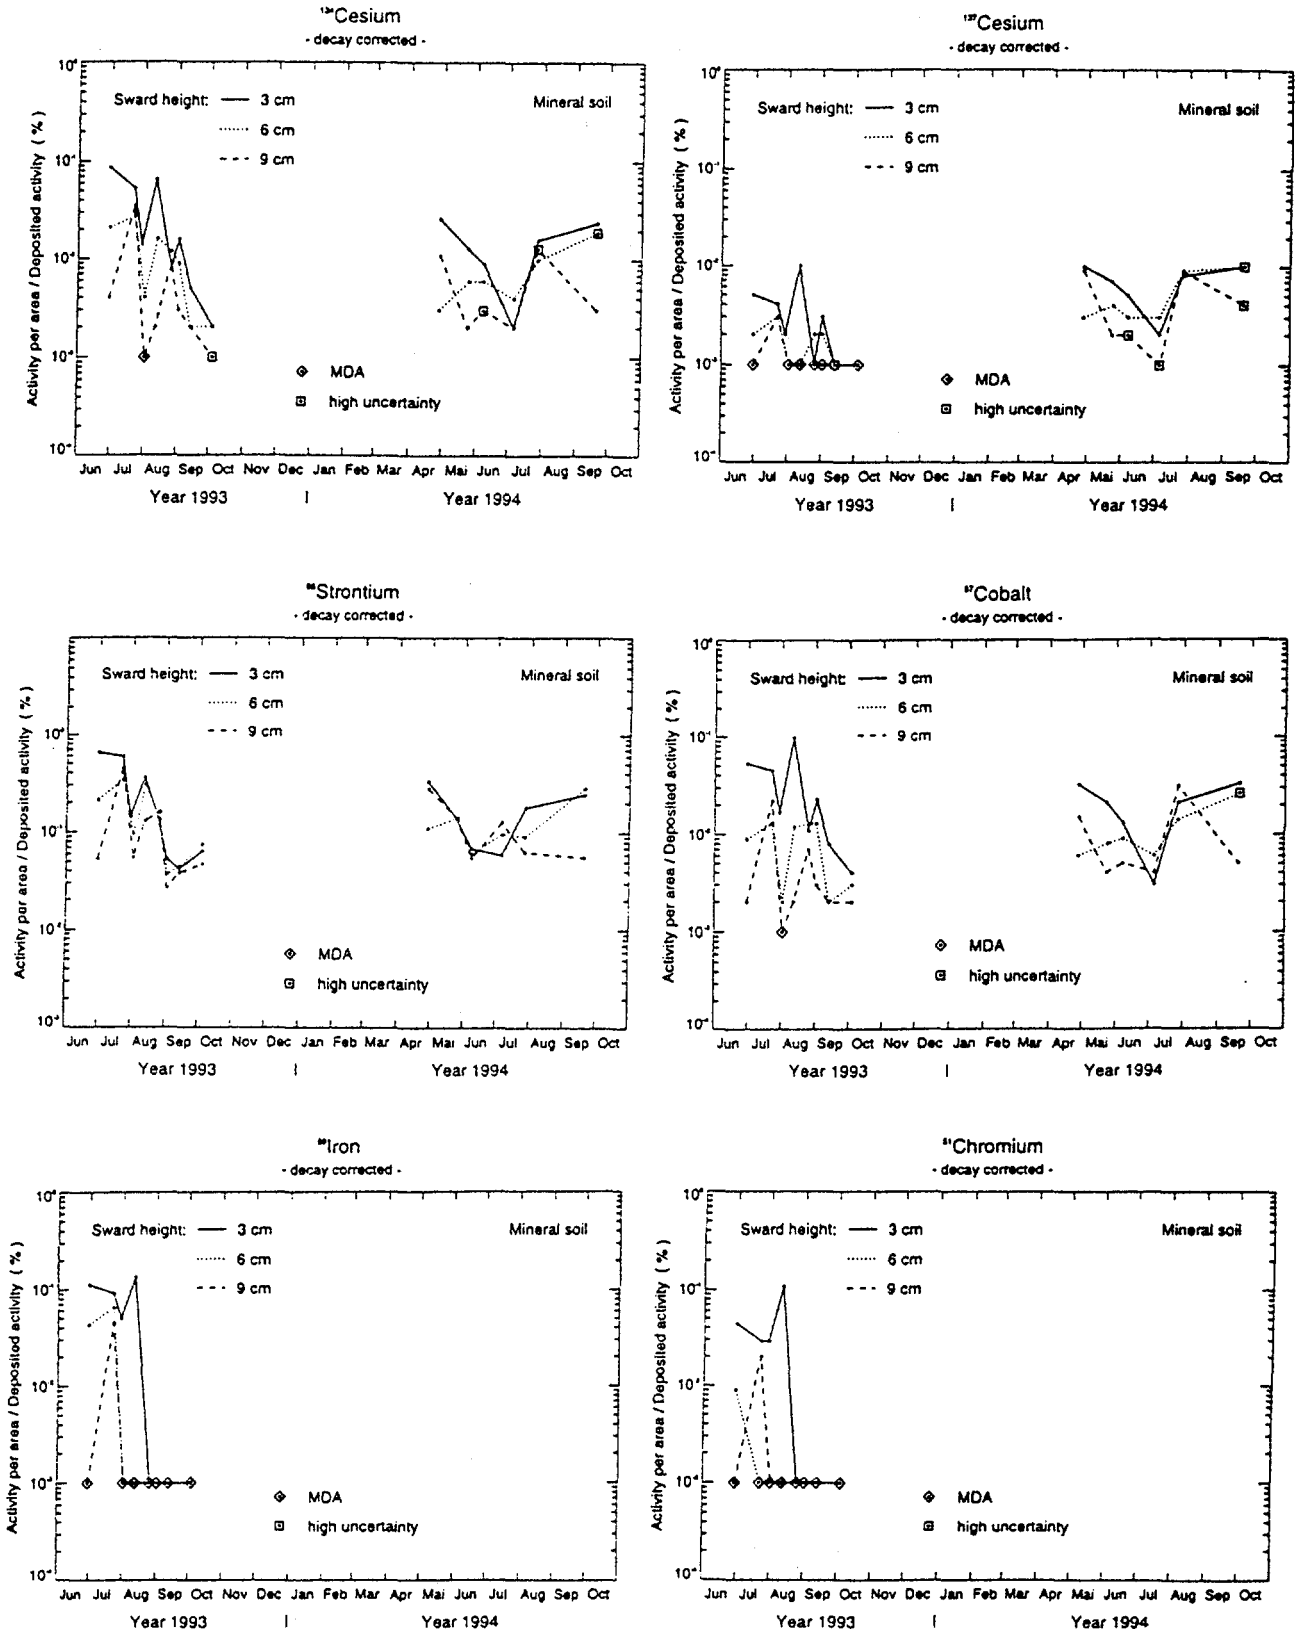 ¹³⁴Cesium
- decay corrected -
Activity per area / Deposited activity ( % )
Sward height: 3 cm
6 cm
9 cm
Mineral soil
MDA
high uncertainty
Jun Jul Aug Sep Oct Nov Dec Jan Feb Mar Apr Mai Jun Jul Aug Sep Oct
Year 1993 | Year 1994
¹³⁷Cesium
- decay corrected -
Activity per area / Deposited activity ( % )
Sward height: 3 cm
6 cm
9 cm
Mineral soil
MDA
high uncertainty
Jun Jul Aug Sep Oct Nov Dec Jan Feb Mar Apr Mai Jun Jul Aug Sep Oct
Year 1993 | Year 1994
Strontium
- decay corrected -
Activity per area / Deposited activity ( % )
Sward height: 3 cm
6 cm
9 cm
Mineral soil
MDA
high uncertainty
Jun Jul Aug Sep Oct Nov Dec Jan Feb Mar Apr Mai Jun Jul Aug Sep Oct
Year 1993 | Year 1994
⁵⁷Cobalt
- decay corrected -
Activity per area / Deposited activity ( % )
Sward height: 3 cm
6 cm
9 cm
Mineral soil
MDA
high uncertainty
Jun Jul Aug Sep Oct Nov Dec Jan Feb Mar Apr Mai Jun Jul Aug Sep Oct
Year 1993 | Year 1994
Iron
- decay corrected -
Activity per area / Deposited activity ( % )
Sward height: 3 cm
6 cm
9 cm
Mineral soil
MDA
high uncertainty
Jun Jul Aug Sep Oct Nov Dec Jan Feb Mar Apr Mai Jun Jul Aug Sep Oct
Year 1993 | Year 1994
⁵¹Chromium
- decay corrected -
Activity per area / Deposited activity ( % )
Sward height: 3 cm
6 cm
9 cm
Mineral soil
MDA
high uncertainty
Jun Jul Aug Sep Oct Nov Dec Jan Feb Mar Apr Mai Jun Jul Aug Sep Oct
Year 1993 | Year 1994